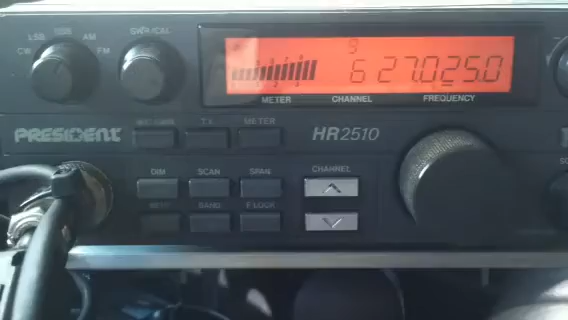 USB AM
CW FM
SWR/CAL
9
6 27.025.0
METER CHANNEL FREQUENCY
PRESIDENT
TX METER
HR2510
DIM SCAN SPAN CHANNEL
BAND F LOCK